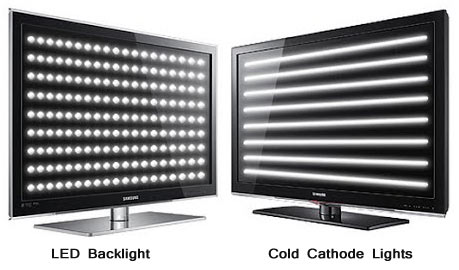 SAMSUNG
SAMSUNG
LED Backlight
Cold Cathode Lights